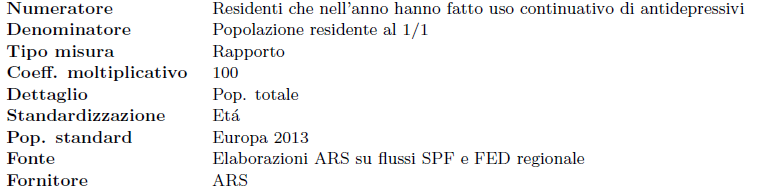 Numeratore Residenti che nell'anno hanno fatto uso continuativo di antidepressivi
Denominatore Popolazione residente al 1/1
Tipo misura Rapporto
Coeff. moltiplicativo 100
Dettaglio Pop. totale
Standardizzazione Etá
Pop. standard Europa 2013
Fonte Elaborazioni ARS su flussi SPF e FED regionale
Fornitore ARS